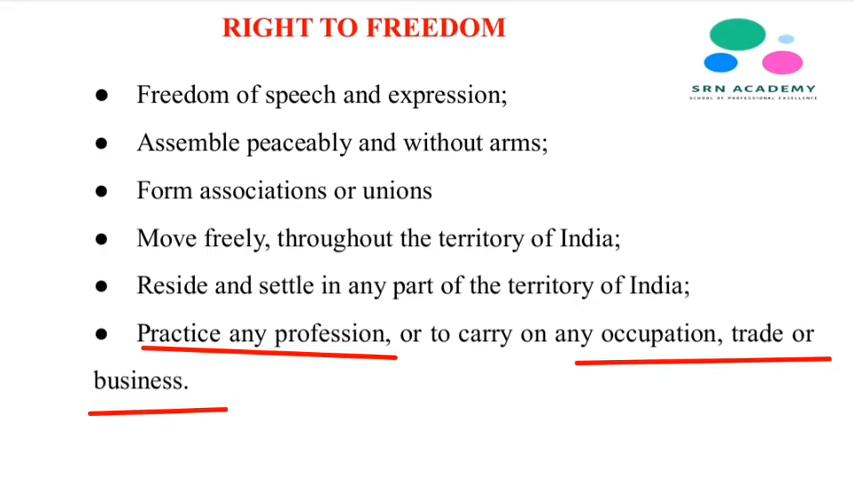 RIGHT TO FREEDOM
SRN ACADEMY
SCHOOL OF PROFESSIONAL EXCELLENCE
● Freedom of speech and expression;
● Assemble peaceably and without arms;
● Form associations or unions
● Move freely, throughout the territory of India;
● Reside and settle in any part of the territory of India;
● Practice any profession, or to carry on any occupation, trade or
business.